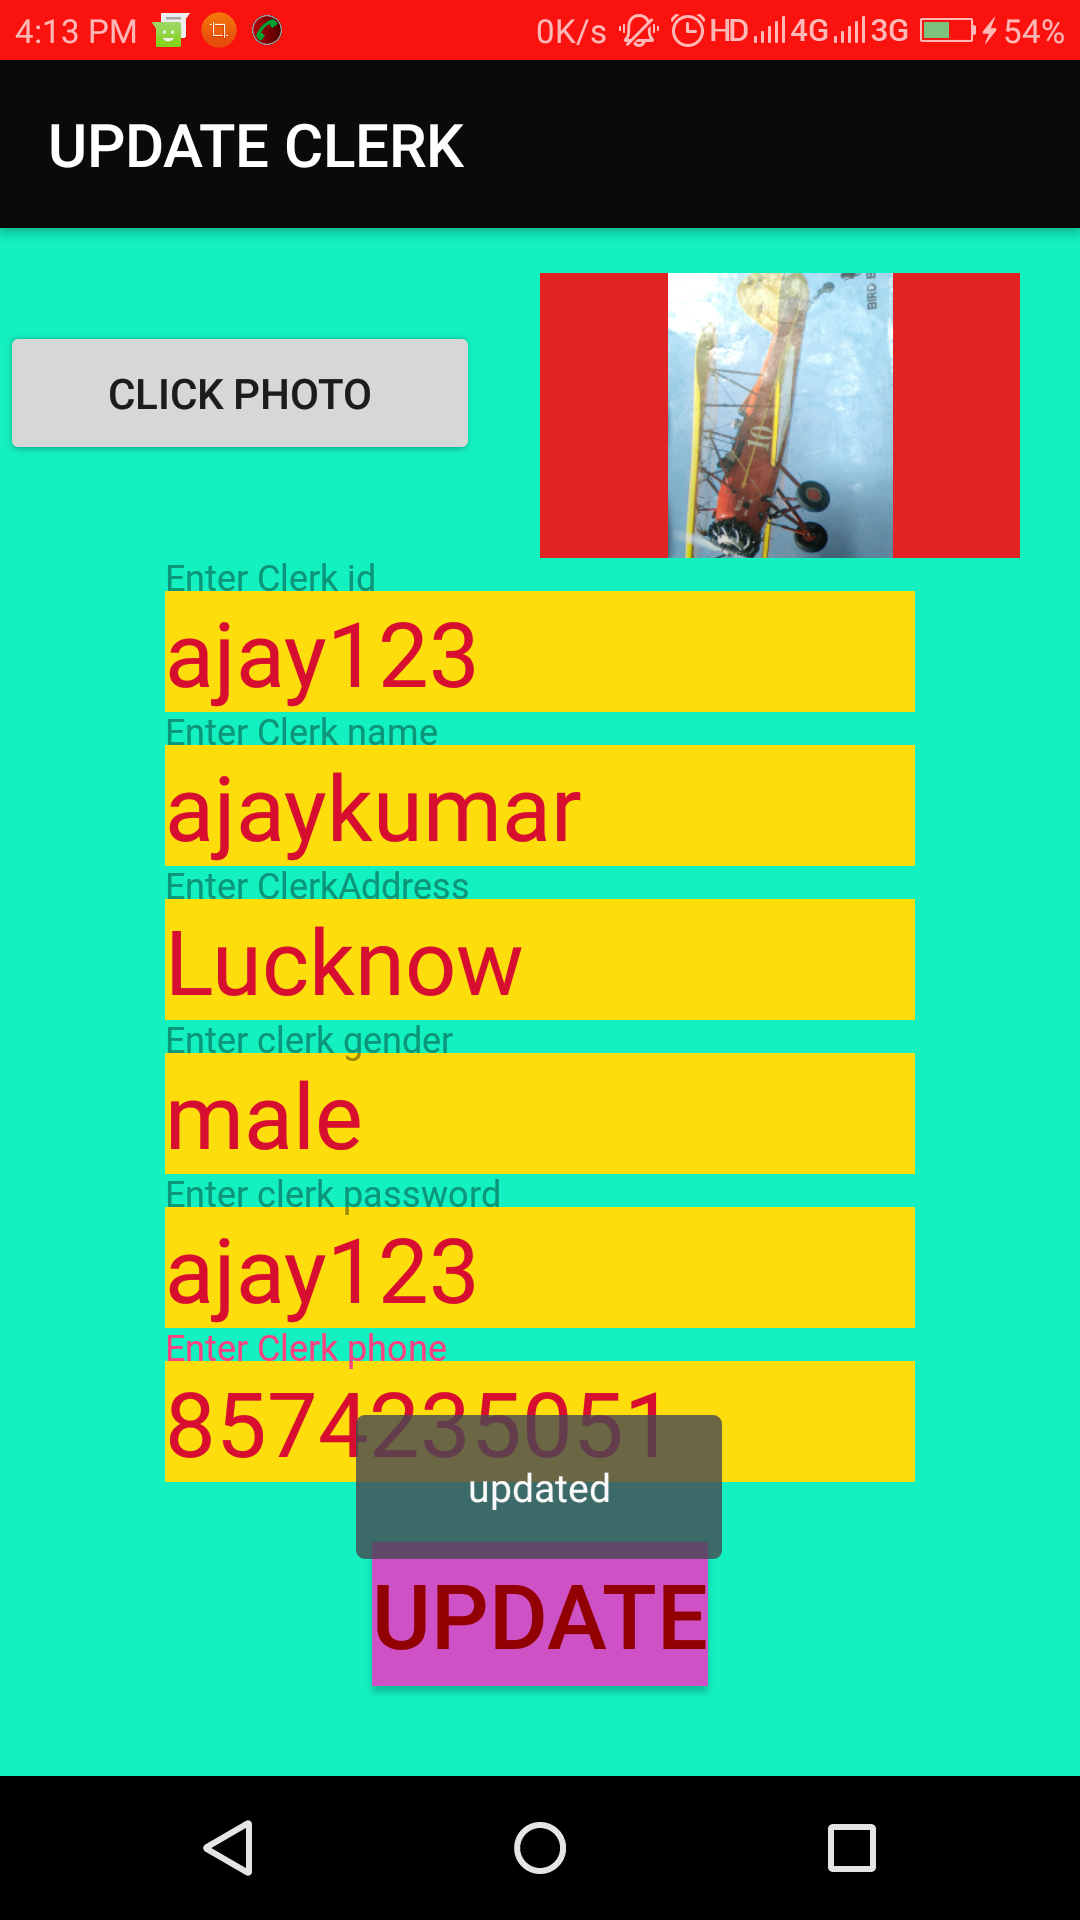 4:13 PM 0K/s HD 4G 3G 54%
UPDATE CLERK
BIRD
10
CLICK PHOTO
Enter Clerk id
ajay123
Enter Clerk name
ajaykumar
Enter ClerkAddress
Lucknow
Enter clerk gender
male
Enter clerk password
ajay123
Enter Clerk phone
8574235051
updated
UPDATE